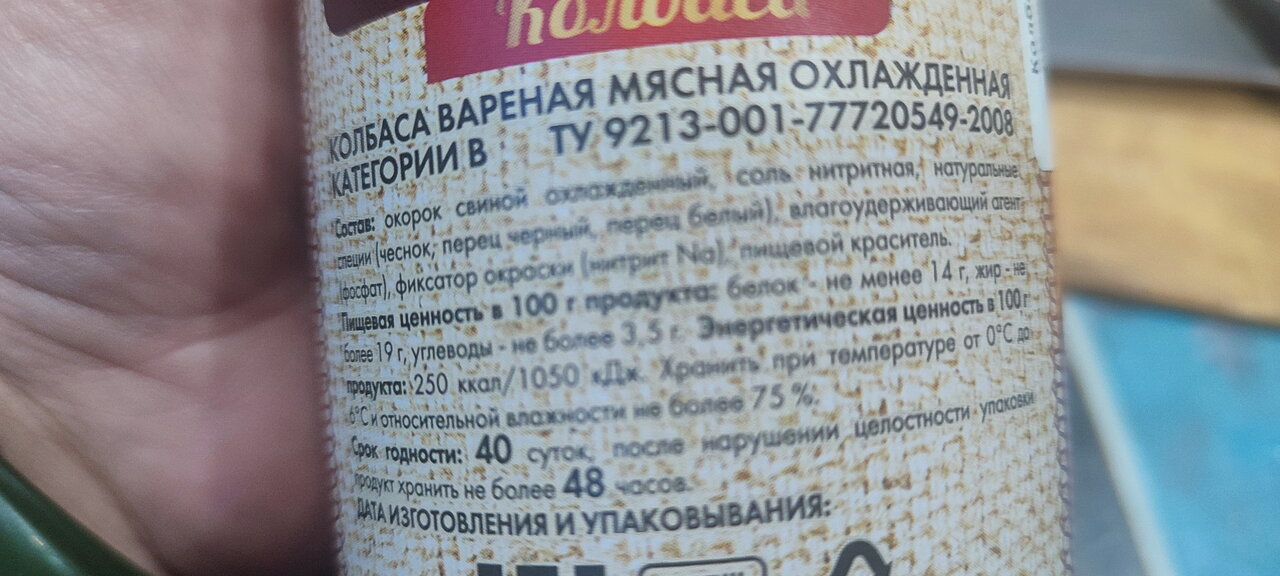 Колбаса
КОЛБАСА ВАРЕНАЯ МЯСНАЯ ОХЛАЖДЕННАЯ
КАТЕГОРИИ В ТУ 9213-001-77720549-2008
Состав: окорок свиной охлажденный, соль нитритная, натуральные
специи (чеснок, перец черный, перец белый), влагоудерживающий агент
(фосфат), фиксатор окраски (нитрит Na), пищевой краситель.
Пищевая ценность в 100 г продукта: белок - не менее 14 г, жир - не
более 19 г, углеводы - не более 3,5 г. Энергетическая ценность в 100 г
продукта: 250 ккал/1050 кДж. Хранить при температуре от 0°С до
6°С и относительной влажности не более 75 %.
Срок годности: 40 суток, после нарушении целостности упаковки
продукт хранить не более 48 часов.
ДАТА ИЗГОТОВЛЕНИЯ И УПАКОВЫВАНИЯ: